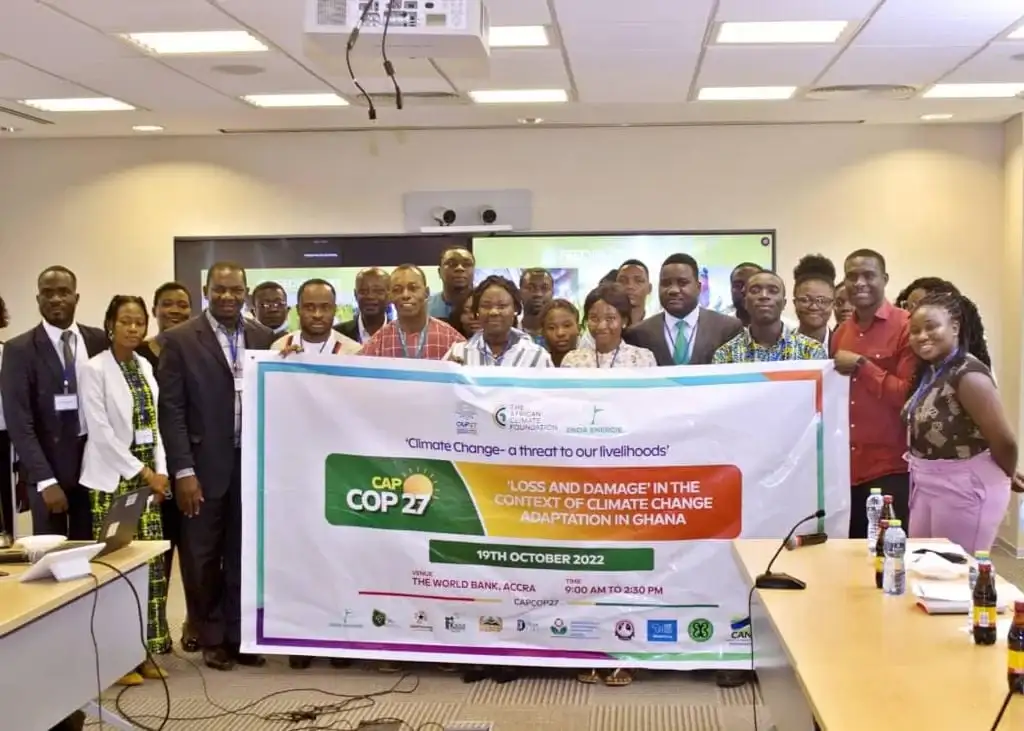 THE
AFRICAN
CLIMATE
FOUNDATION
ENDA ENERGIE
'Climate Change- a threat to our livelihoods'
CAP
COP 27
'LOSS AND DAMAGE' IN THE
CONTEXT OF CLIMATE CHANGE
ADAPTATION IN GHANA
19TH OCTOBER 2022
VENUE
THE WORLD BANK, ACCRA
TIME
9:00 AM TO 2:30 PM
CAPCOP27
CAN